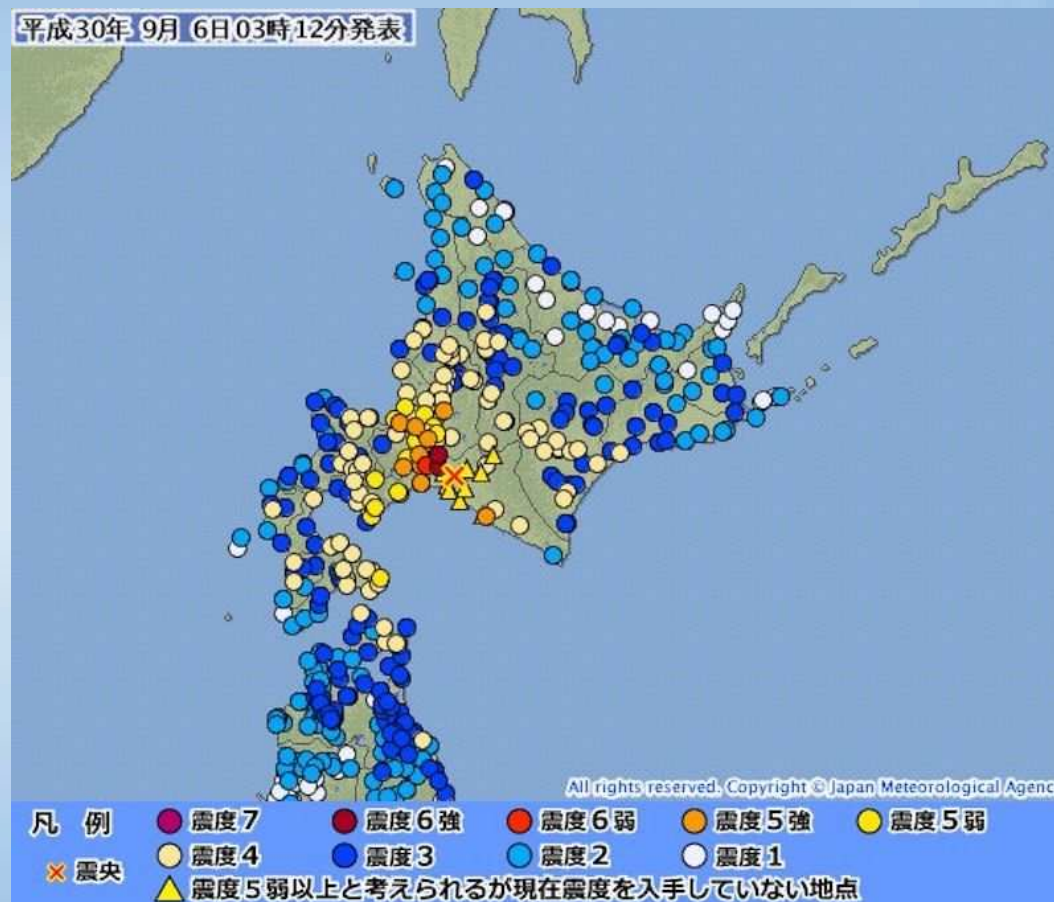 平成30年 9月 6日03時12分発表
All rights reserved. Copyright © Japan Meteorological Agenc
凡 例 震度7 震度6強 震度6弱 震度5強 震度5弱
震央 震度4 震度3 震度2 震度1
震度5弱以上と考えられるが現在震度を入手していない地点